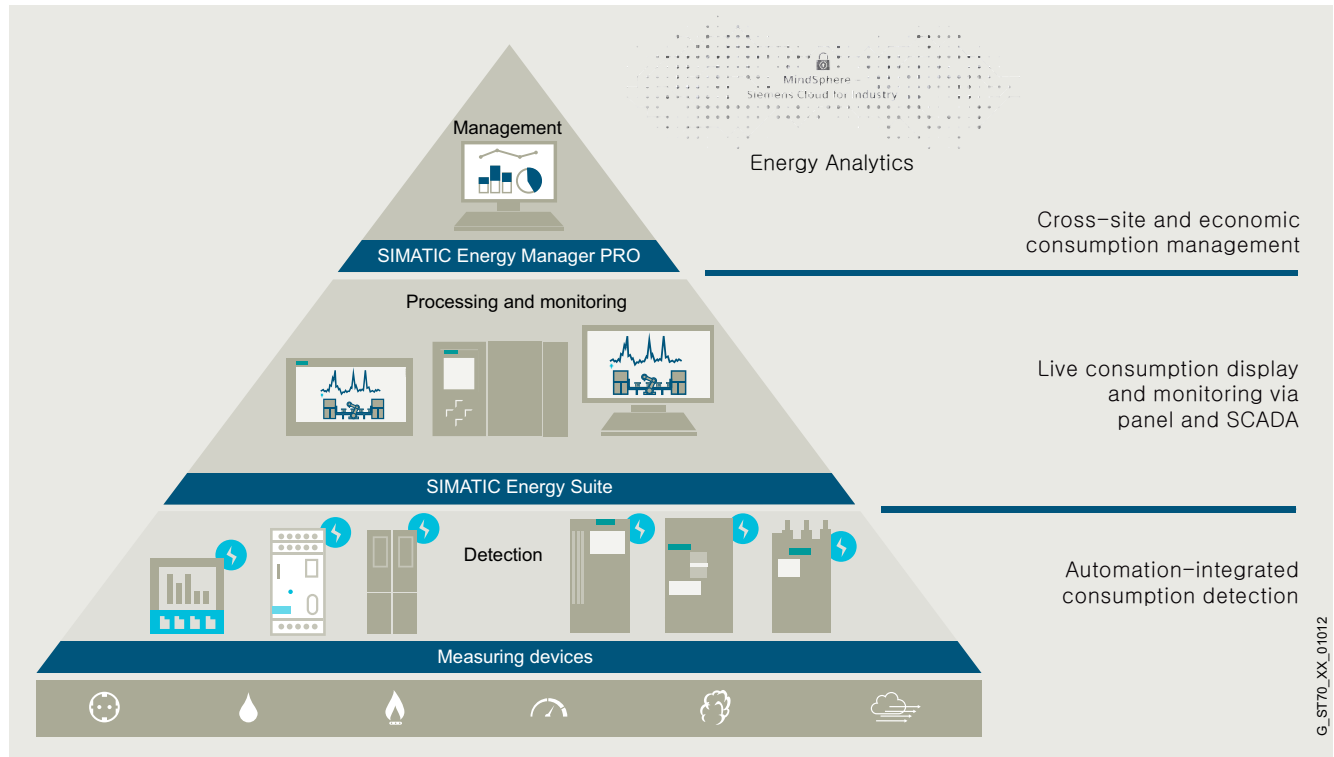 MindSphere –
Siemens Cloud for Industry
Energy Analytics
Management
SIMATIC Energy Manager PRO
Cross-site and economic
consumption management
Processing and monitoring
SIMATIC Energy Suite
Live consumption display
and monitoring via
panel and SCADA
Detection
Measuring devices
Automation-integrated
consumption detection
G_ST70_XX_01012